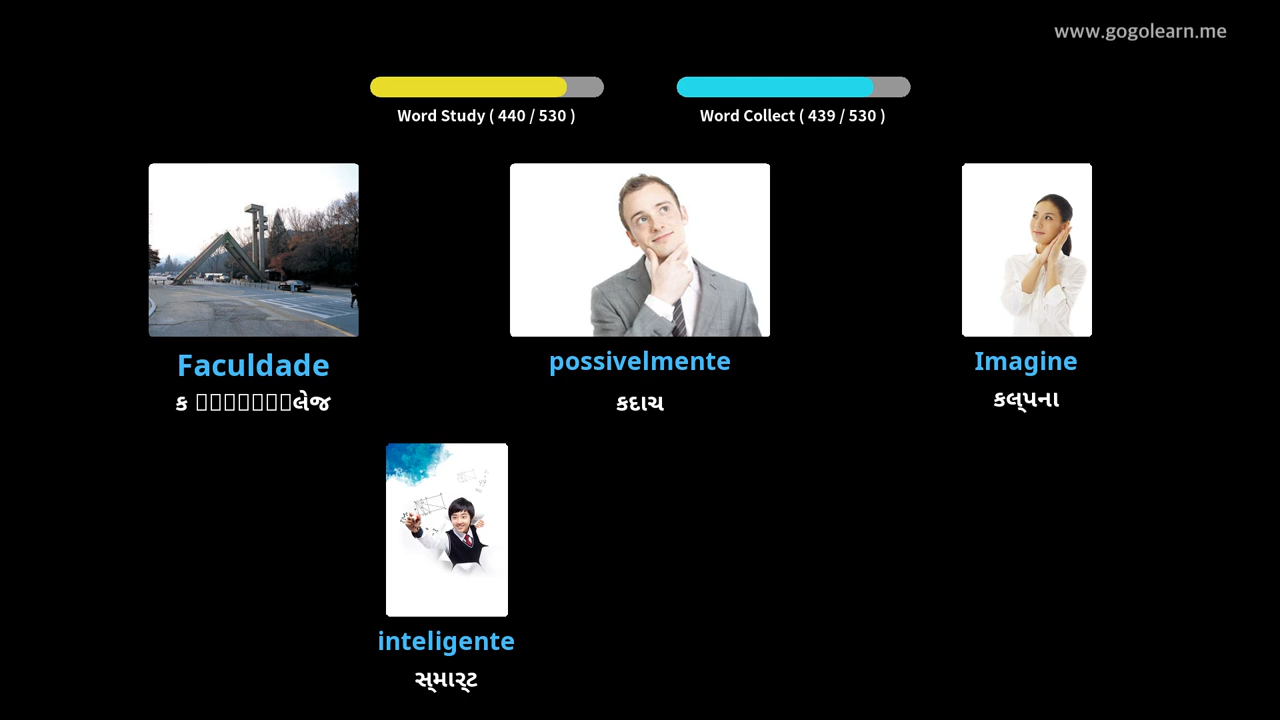 www.gogolearn.me
Word Study ( 440 / 530 )
Word Collect ( 439 / 530 )
Faculdade
possivelmente
Imagine
ક લેજ
કદાચ
કલ્પના
inteligente
સ્માર્ટ